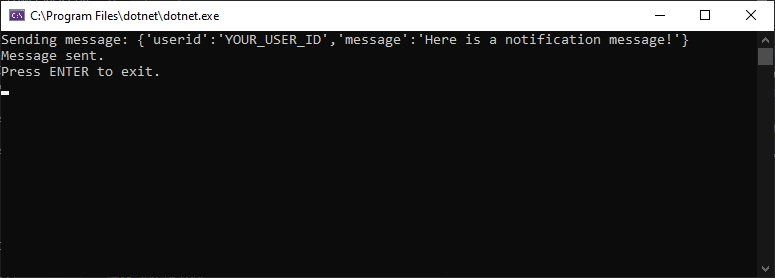 C:\Program Files\dotnet\dotnet.exe
Sending message: {'userid':'YOUR_USER_ID','message':'Here is a notification message!'}
Message sent.
Press ENTER to exit.